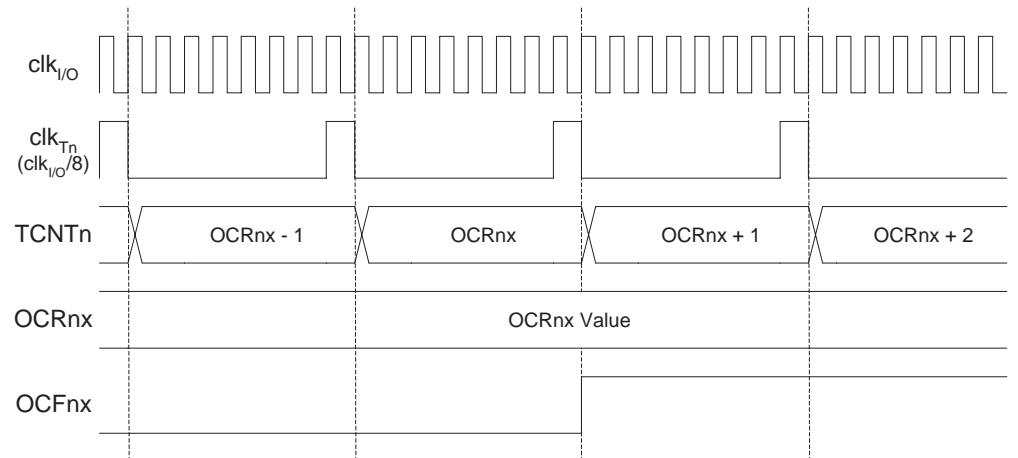 clkI/O
clkTn
(clkI/O/8)
TCNTn OCRnx - 1 OCRnx OCRnx + 1 OCRnx + 2
OCRnx OCRnx Value
OCFnx